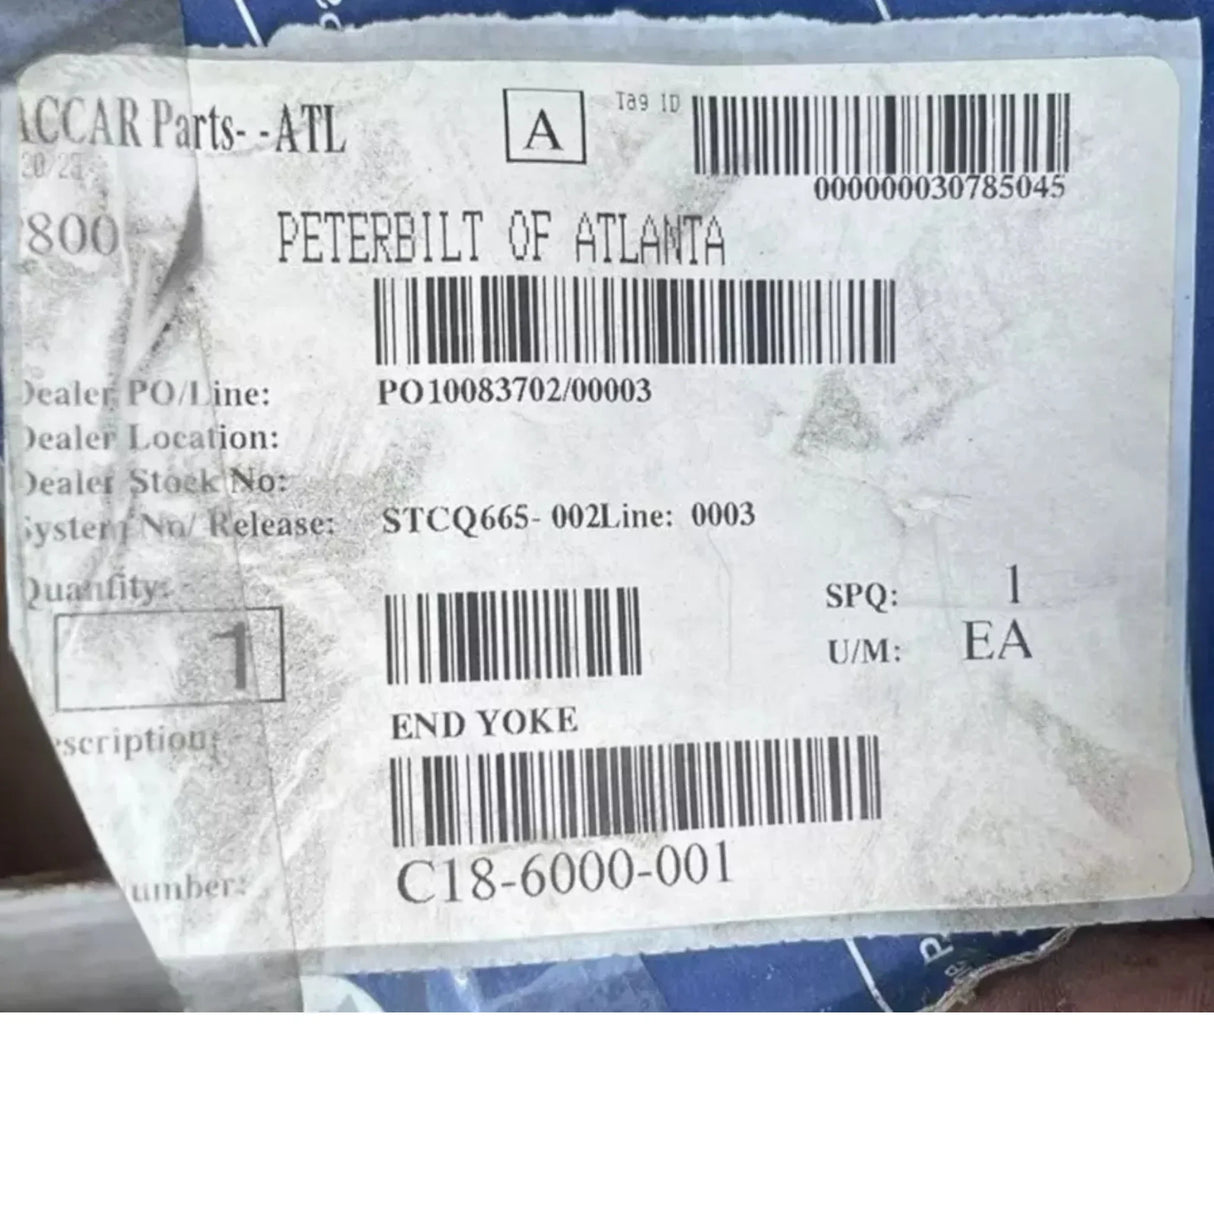 ACCAR Parts- -ATL
A
Tag ID
000000030785045
800
PETERBILT OF ATLANTA
Dealer PO/Line: PO10083702/00003
Dealer Location:
Dealer Stock No:
System No/ Release: STCQ665- 002Line: 0003
Quantity:
1
SPQ: 1
U/M: EA
END YOKE
scription:
C18-6000-001
umber: